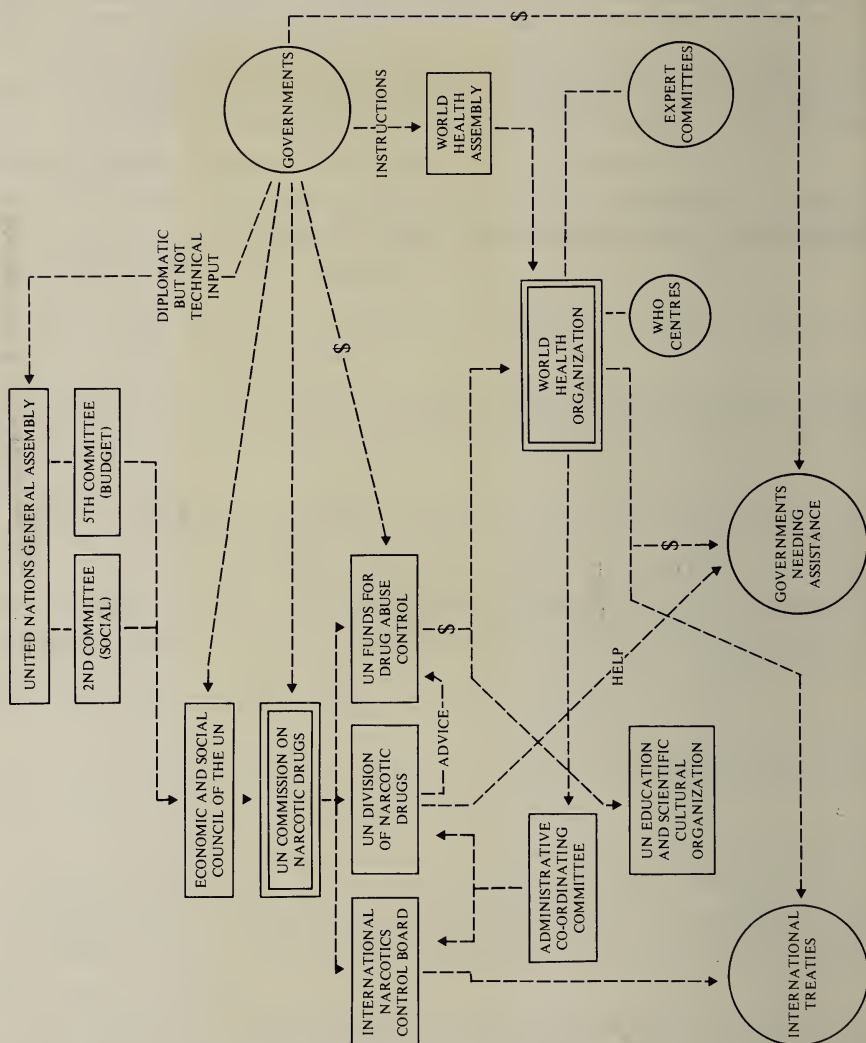 UNITED NATIONS GENERAL ASSEMBLY
2ND COMMITTEE
(SOCIAL)
5TH COMMITTEE
(BUDGET)
DIPLOMATIC
BUT NOT
TECHNICAL
INPUT
GOVERNMENTS
ECONOMIC AND SOCIAL
COUNCIL OF THE UN
UN COMMISSION ON
NARCOTIC DRUGS
$
INSTRUCTIONS
WORLD
HEALTH
ASSEMBLY
$
INTERNATIONAL
NARCOTICS
CONTROL BOARD
UN DIVISION
OF NARCOTIC
DRUGS
UN FUNDS FOR
DRUG ABUSE
CONTROL
ADVICE
$
ADMINISTRATIVE
CO-ORDINATING
COMMITTEE
WORLD
HEALTH
ORGANIZATION
EXPERT
COMMITTEES
WHO
CENTRES
UN EDUCATION
AND SCIENTIFIC
CULTURAL
ORGANIZATION
HELP
$
INTERNATIONAL
TREATIES
GOVERNMENTS
NEEDING
ASSISTANCE